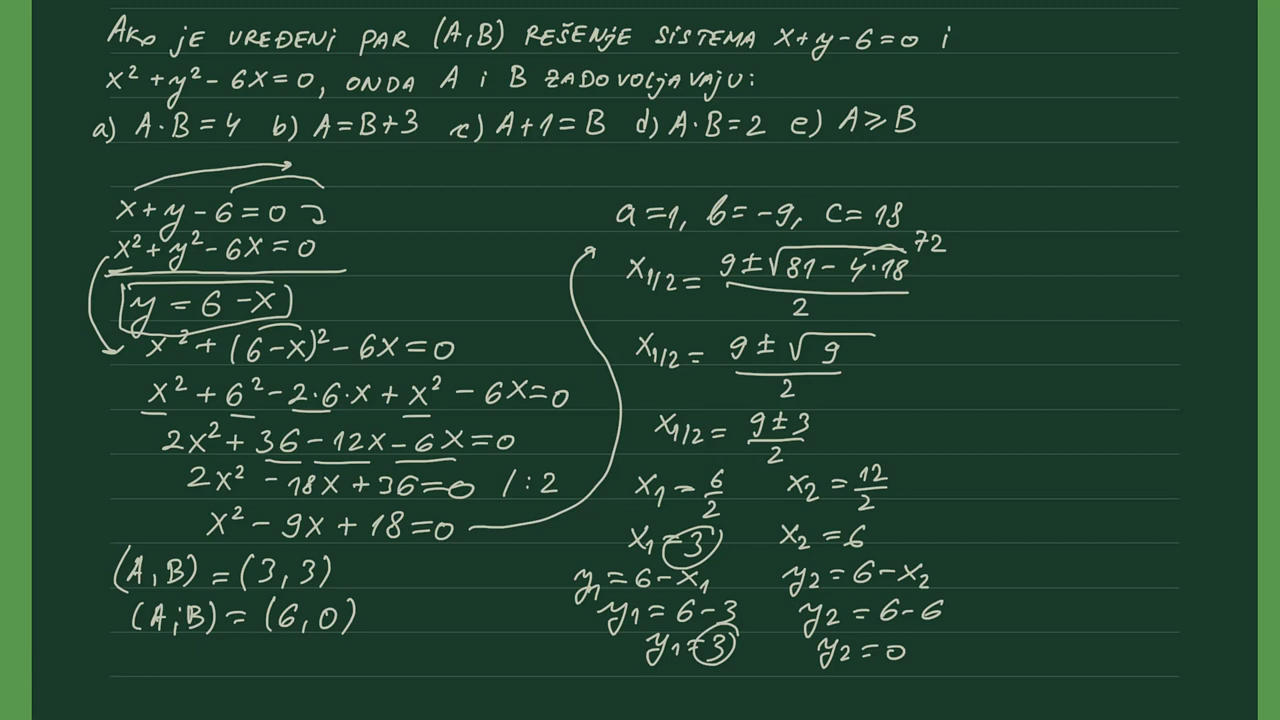 AKO JE UREĐENI PAR (A,B) REŠENJE SISTEMA x+y-6=0 i
x²+y²-6x=0, ONDA A i B ZADOVOLJAVAJU:
a) A·B=4 b) A=B+3 c) A+1=B d) A·B=2 e) A⩾B
x+y-6=0
x²+y²-6x=0
y=6-x
x²+(6-x)²-6x=0
x²+6²-2·6·x+x²-6x=0
2x²+36-12x-6x=0
2x²-18x+36=0 /:2
x²-9x+18=0
(A,B)=(3,3)
(A,B)=(6,0)
a=1, b=-9, c=18
x1/2 = (9±√(81-4·18))/2 72
x1/2 = (9±√9)/2
x1/2 = (9±3)/2
x₁=6/2 x₂=12/2
x₁=3 x₂=6
y₁=6-x₁ y₂=6-x₂
y₁=6-3 y₂=6-6
y₁=3 y₂=0